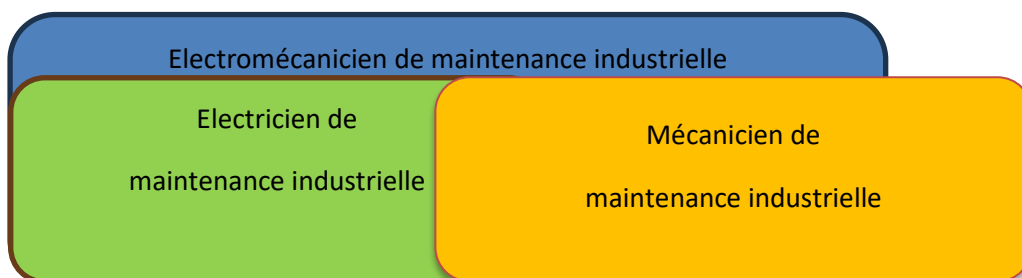 Electromécanicien de maintenance industrielle
Electricien de
maintenance industrielle
Mécanicien de
maintenance industrielle